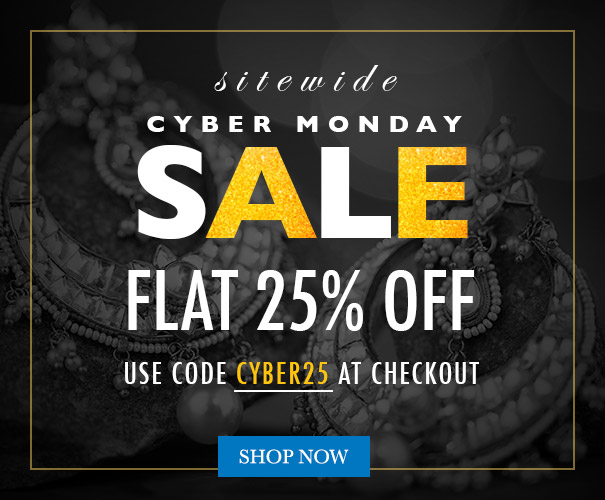 sitewide
CYBER MONDAY
SALE
FLAT 25% OFF
USE CODE CYBER25 AT CHECKOUT
SHOP NOW